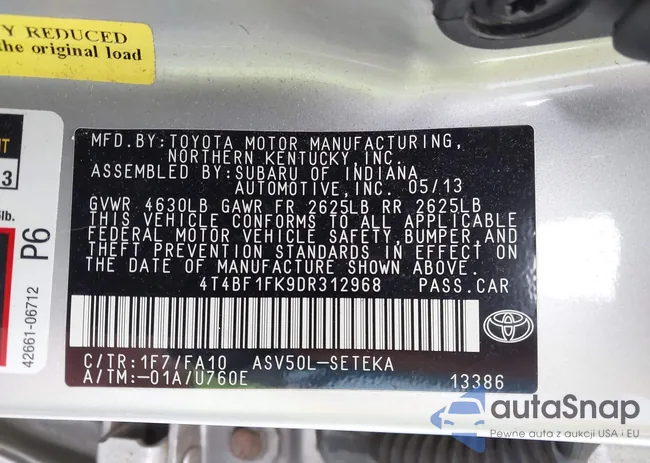 Y REDUCED
the original load
NT
13
lb.
P6
42661-06712
MFD.BY:TOYOTA MOTOR MANUFACTURING,
NORTHERN KENTUCKY,INC.
ASSEMBLED BY:SUBARU OF INDIANA
AUTOMOTIVE,INC. 05/13
GVWR 4630LB GAWR FR 2625LB RR 2625LB
THIS VEHICLE CONFORMS TO ALL APPLICABLE
FEDERAL MOTOR VEHICLE SAFETY,BUMPER,AND
THEFT PREVENTION STANDARDS IN EFFECT ON
THE DATE OF MANUFACTURE SHOWN ABOVE.
4T4BF1FK9DR312968 PASS.CAR
C/TR:1F7/FA10 ASV50L-SETEKA
A/TM:-01A/U760E 13386
autaSnap
Pewne auta z aukcji USA i EU